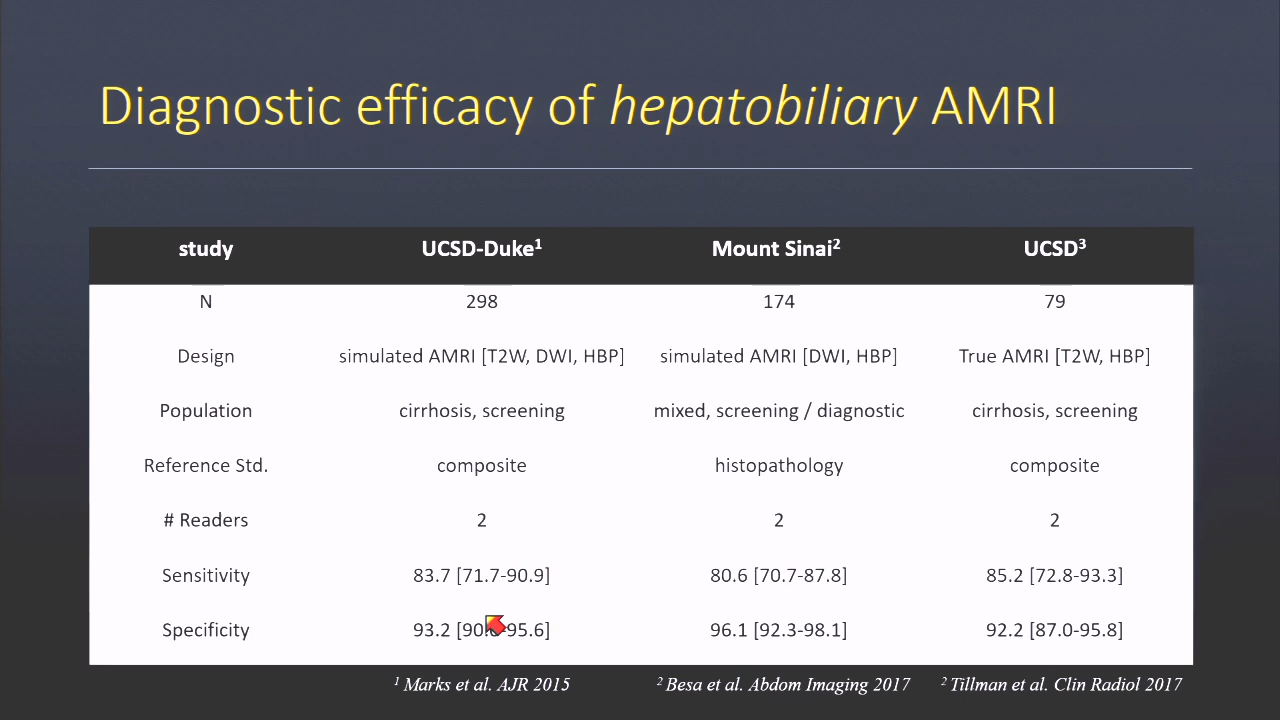 Diagnostic efficacy of hepatobiliary AMRI
study UCSD-Duke¹ Mount Sinai² UCSD³
N 298 174 79
Design simulated AMRI [T2W, DWI, HBP] simulated AMRI [DWI, HBP] True AMRI [T2W, HBP]
Population cirrhosis, screening mixed, screening / diagnostic cirrhosis, screening
Reference Std. composite histopathology composite
# Readers 2 2 2
Sensitivity 83.7 [71.7-90.9] 80.6 [70.7-87.8] 85.2 [72.8-93.3]
Specificity 93.2 95.6] 96.1 [92.3-98.1] 92.2 [87.0-95.8]
¹ Marks et al. AJR 2015 ² Besa et al. Abdom Imaging 2017 ² Tillman et al. Clin Radiol 2017